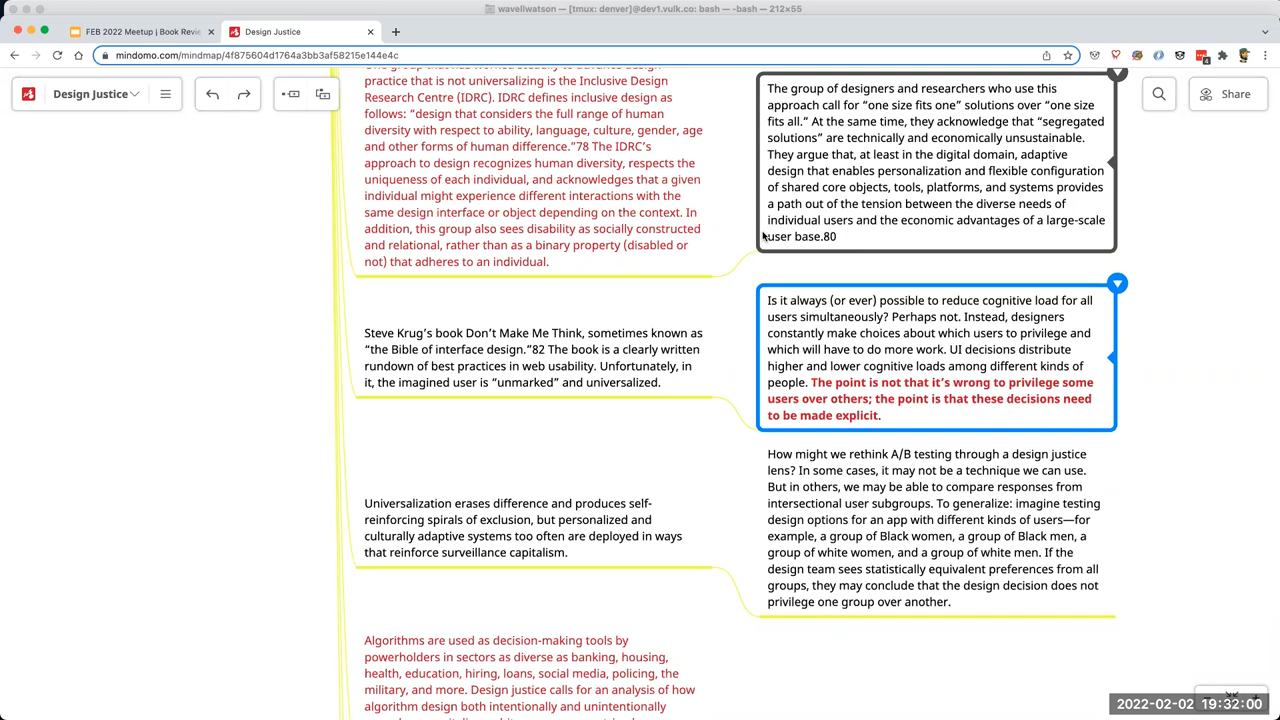 wavellwatson — [tmux: denver]@dev1.vulk.co: bash — -bash — 212×55
FEB 2022 Meetup | Book Revie
Design Justice
mindomo.com/mindmap/4f875604d1764a3bb3af58215e144e4c
4
Design Justice
Share
practice that is not universalizing is the Inclusive Design
Research Centre (IDRC). IDRC defines inclusive design as
follows: “design that considers the full range of human
diversity with respect to ability, language, culture, gender, age
and other forms of human difference.”78 The IDRC’s
approach to design recognizes human diversity, respects the
uniqueness of each individual, and acknowledges that a given
individual might experience different interactions with the
same design interface or object depending on the context. In
addition, this group also sees disability as socially constructed
and relational, rather than as a binary property (disabled or
not) that adheres to an individual.
The group of designers and researchers who use this
approach call for “one size fits one” solutions over “one size
fits all.” At the same time, they acknowledge that “segregated
solutions” are technically and economically unsustainable.
They argue that, at least in the digital domain, adaptive
design that enables personalization and flexible configuration
of shared core objects, tools, platforms, and systems provides
a path out of the tension between the diverse needs of
individual users and the economic advantages of a large-scale
user base.80
Steve Krug’s book Don’t Make Me Think, sometimes known as
“the Bible of interface design.”82 The book is a clearly written
rundown of best practices in web usability. Unfortunately, in
it, the imagined user is “unmarked” and universalized.
Is it always (or ever) possible to reduce cognitive load for all
users simultaneously? Perhaps not. Instead, designers
constantly make choices about which users to privilege and
which will have to do more work. UI decisions distribute
higher and lower cognitive loads among different kinds of
people. The point is not that it’s wrong to privilege some
users over others; the point is that these decisions need
to be made explicit.
Universalization erases difference and produces self-
reinforcing spirals of exclusion, but personalized and
culturally adaptive systems too often are deployed in ways
that reinforce surveillance capitalism.
How might we rethink A/B testing through a design justice
lens? In some cases, it may not be a technique we can use.
But in others, we may be able to compare responses from
intersectional user subgroups. To generalize: imagine testing
design options for an app with different kinds of users—for
example, a group of Black women, a group of Black men, a
group of white women, and a group of white men. If the
design team sees statistically equivalent preferences from all
groups, they may conclude that the design decision does not
privilege one group over another.
Algorithms are used as decision-making tools by
powerholders in sectors as diverse as banking, housing,
health, education, hiring, loans, social media, policing, the
military, and more. Design justice calls for an analysis of how
algorithm design both intentionally and unintentionally
2022-02-02 19:32:00